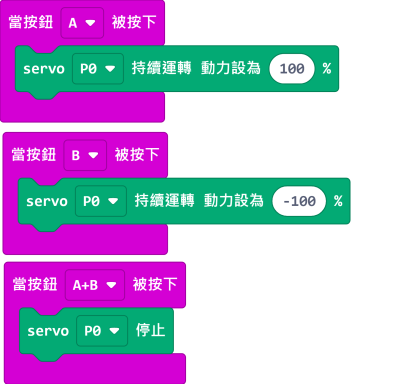 當按鈕 A 被按下
servo P0 持續運轉 動力設為 100 %
當按鈕 B 被按下
servo P0 持續運轉 動力設為 -100 %
當按鈕 A+B 被按下
servo P0 停止